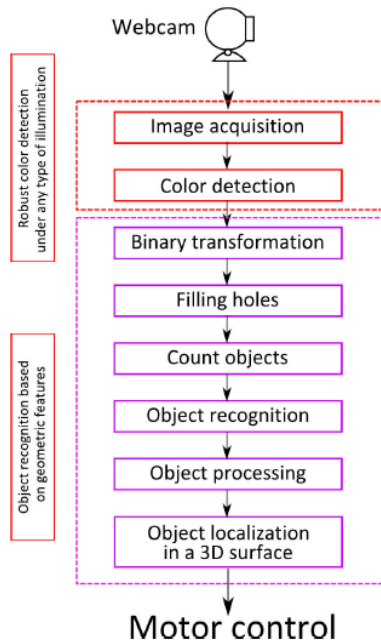 Webcam
Robust color detection
under any type of illumination
Image acquisition
Color detection
Object recognition based
on geometric features
Binary transformation
Filling holes
Count objects
Object recognition
Object processing
Object localization
in a 3D surface
Motor control